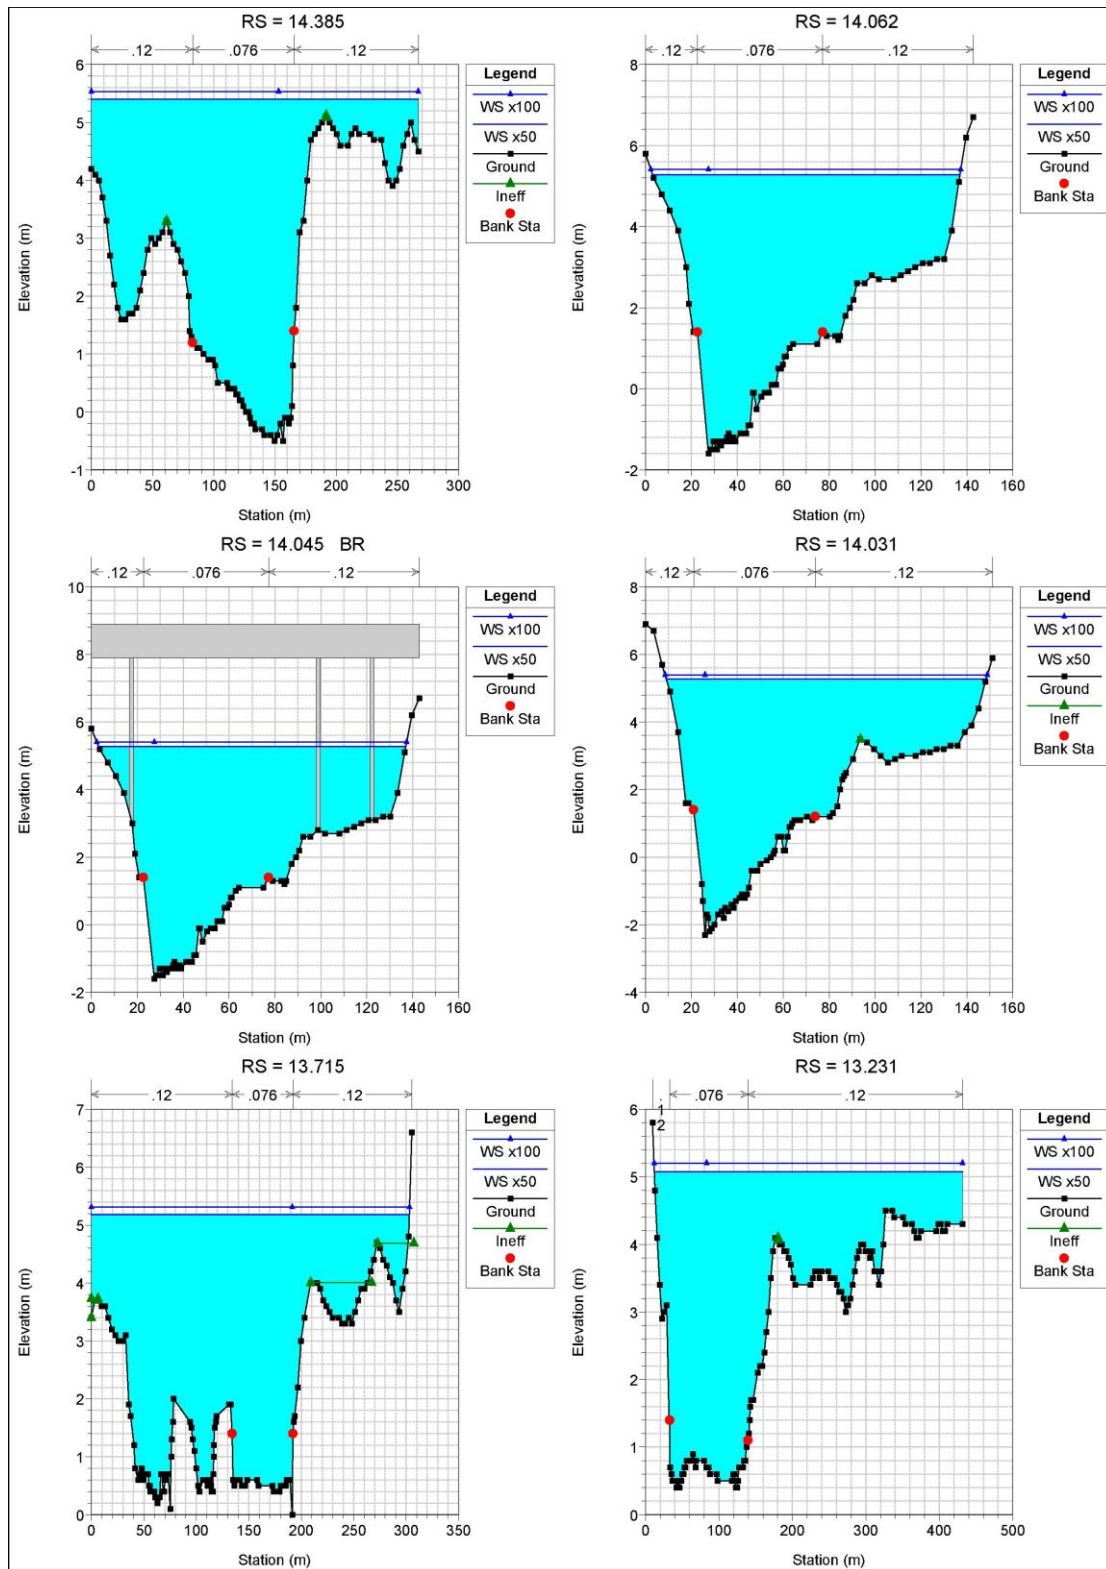 RS = 14.385
.12 .076 .12
6
5
4
3
2
1
0
-1
Elevation (m)
0 50 100 150 200 250 300
Station (m)
Legend
WS x100
WS x50
Ground
Ineff
Bank Sta
RS = 14.062
.12 .076 .12
8
6
4
2
0
-2
Elevation (m)
0 20 40 60 80 100 120 140 160
Station (m)
Legend
WS x100
WS x50
Ground
Bank Sta
RS = 14.045 BR
.12 .076 .12
10
8
6
4
2
0
-2
Elevation (m)
0 20 40 60 80 100 120 140 160
Station (m)
Legend
WS x100
WS x50
Ground
Bank Sta
RS = 14.031
.12 .076 .12
8
6
4
2
0
-2
-4
Elevation (m)
0 20 40 60 80 100 120 140 160
Station (m)
Legend
WS x100
WS x50
Ground
Ineff
Bank Sta
RS = 13.715
.12 .076 .12
7
6
5
4
3
2
1
0
Elevation (m)
0 50 100 150 200 250 300 350
Station (m)
Legend
WS x100
WS x50
Ground
Ineff
Bank Sta
RS = 13.231
.12 .076 .12
6
5
4
3
2
1
0
Elevation (m)
0 100 200 300 400 500
Station (m)
Legend
WS x100
WS x50
Ground
Ineff
Bank Sta